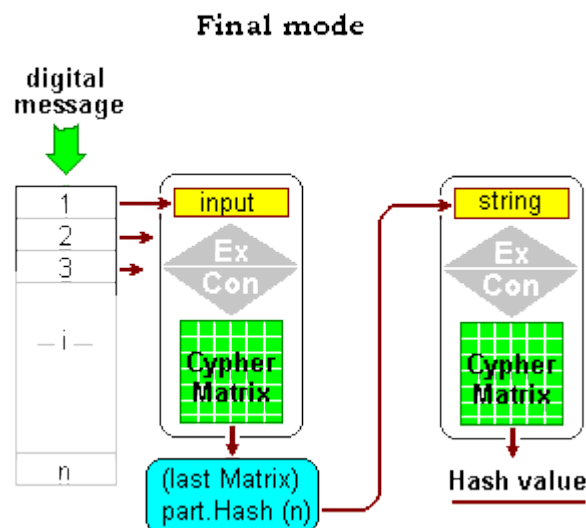 Final mode
digital
message
1
2
3
— i —
n
input
Ex
Con
Cypher
Matrix
(last Matrix)
part.Hash (n)
string
Ex
Con
Cypher
Matrix
Hash value